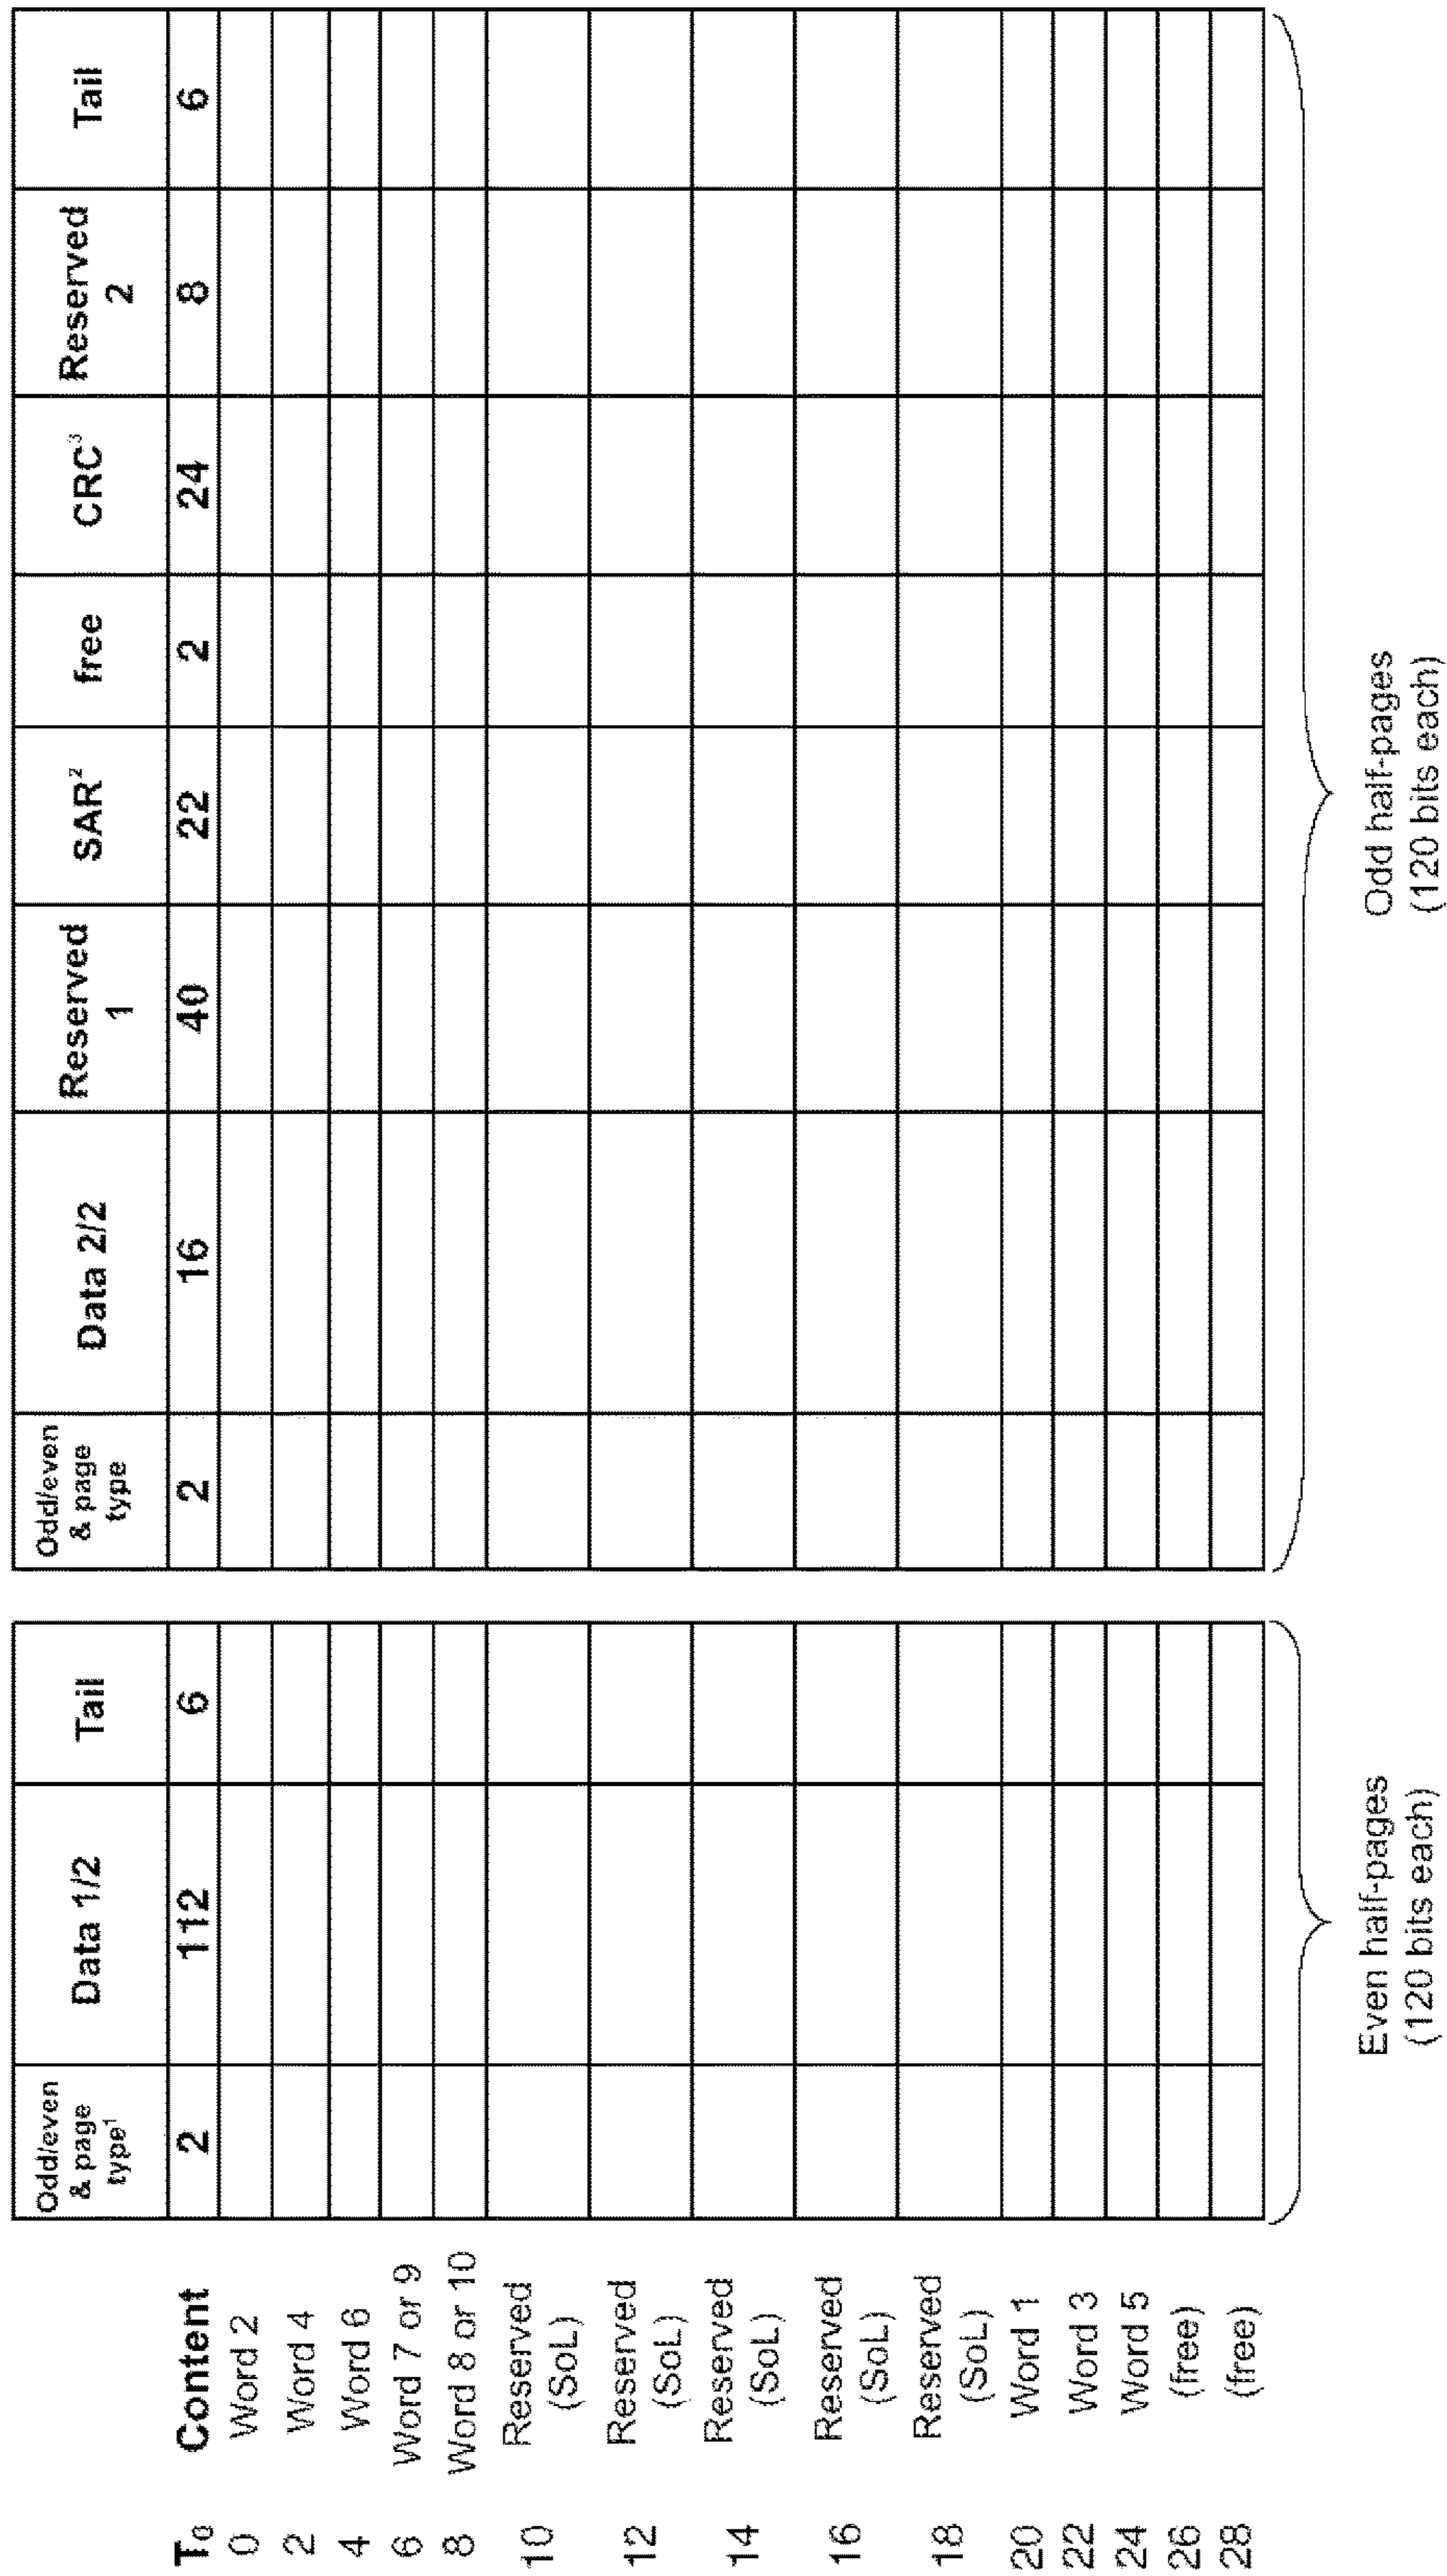 Odd/even
& page
type¹
Data 1/2
Tail
Odd/even
& page
type
Data 2/2
Reserved
1
SAR²
free
CRC³
Reserved
2
Tail
T₀ Content 2 112 6 2 16 40 22 2 24 8 6
0 Word 2
2 Word 4
4 Word 6
6 Word 7 or 9
8 Word 8 or 10
10 Reserved
(SoL)
12 Reserved
(SoL)
14 Reserved
(SoL)
16 Reserved
(SoL)
18 Reserved
(SoL)
20 Word 1
22 Word 3
24 Word 5
26 (free)
28 (free)
Even half-pages
(120 bits each)
Odd half-pages
(120 bits each)